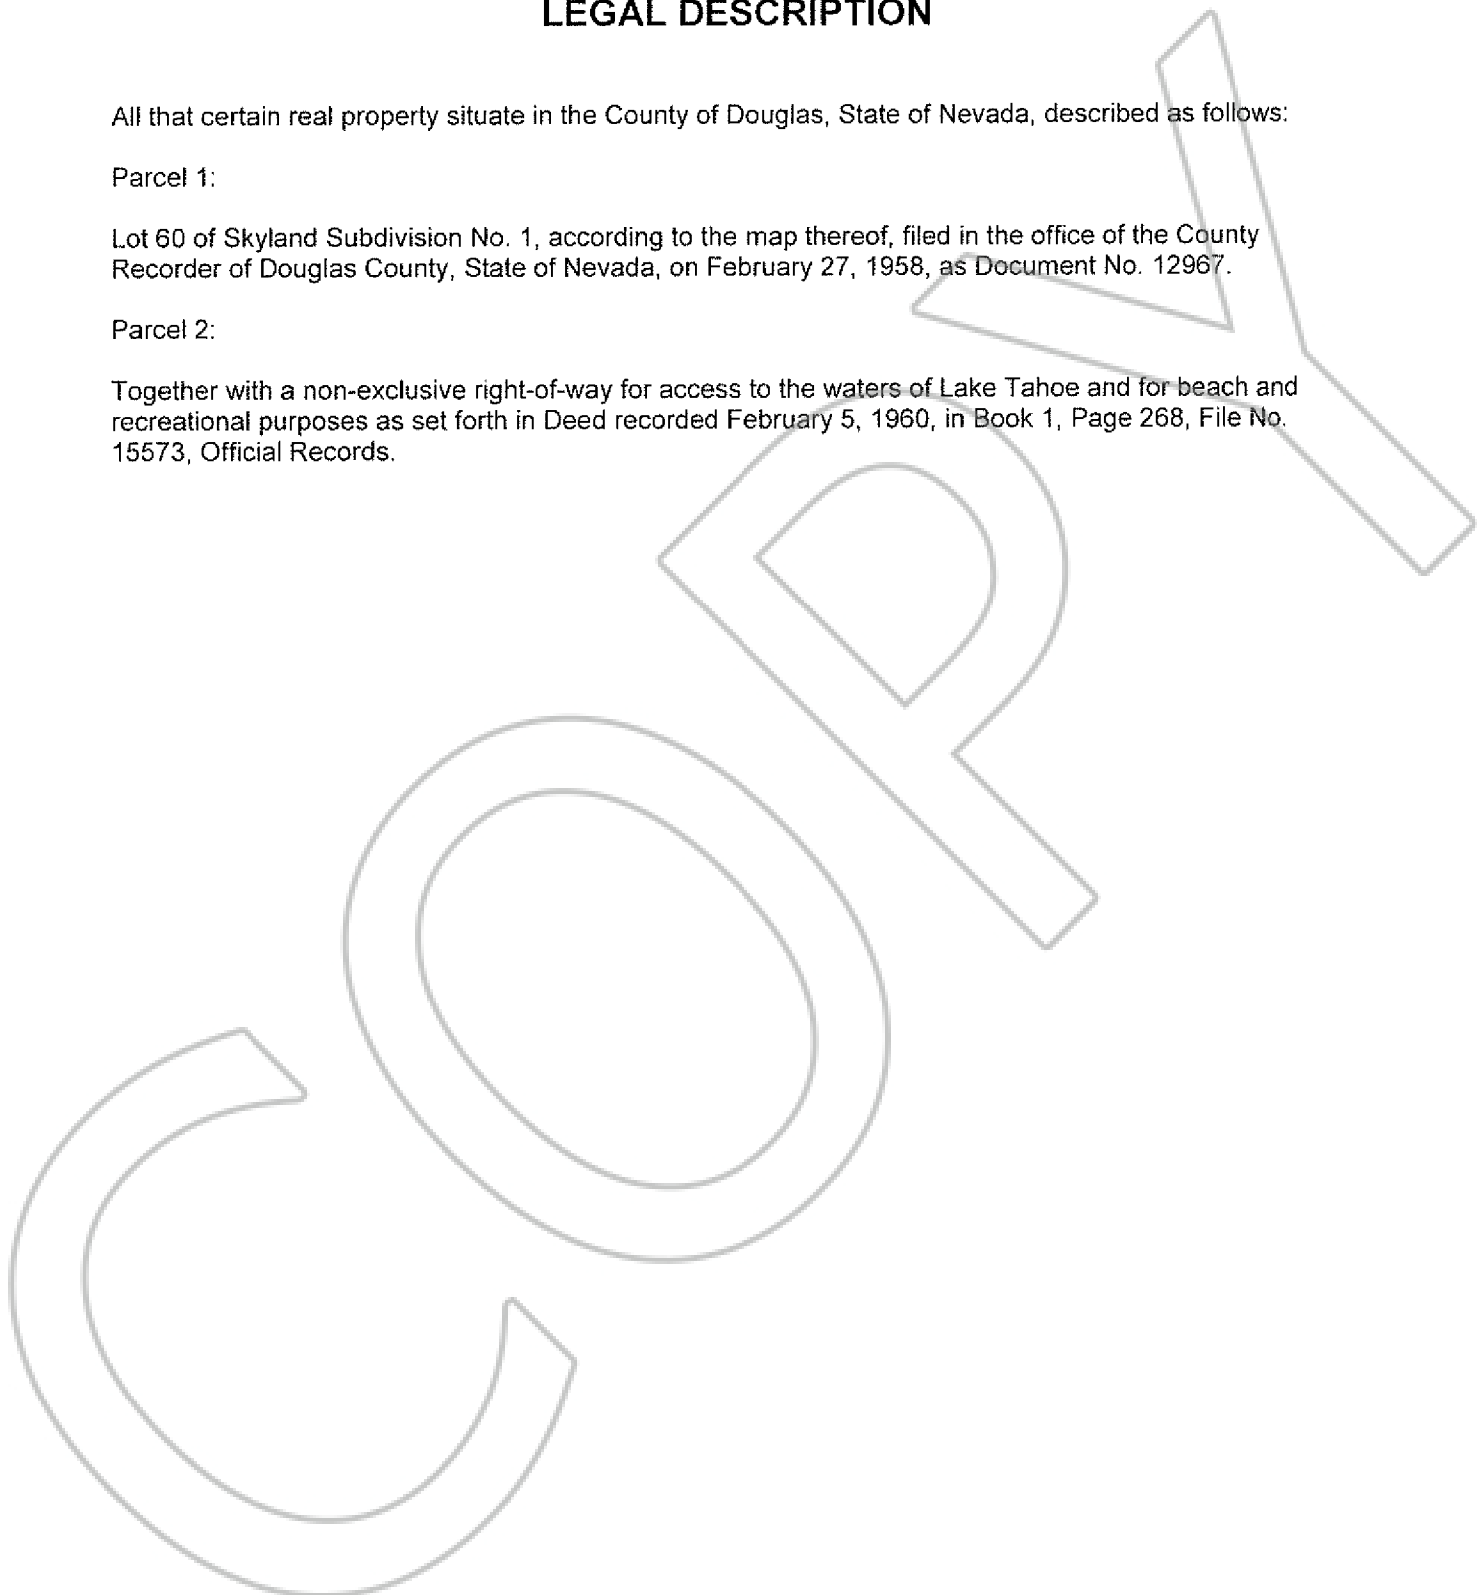 LEGAL DESCRIPTION
All that certain real property situate in the County of Douglas, State of Nevada, described as follows:
Parcel 1:
Lot 60 of Skyland Subdivision No. 1, according to the map thereof, filed in the office of the County
Recorder of Douglas County, State of Nevada, on February 27, 1958, as Document No. 12967.
Parcel 2:
Together with a non-exclusive right-of-way for access to the waters of Lake Tahoe and for beach and
recreational purposes as set forth in Deed recorded February 5, 1960, in Book 1, Page 268, File No.
15573, Official Records.
COPY